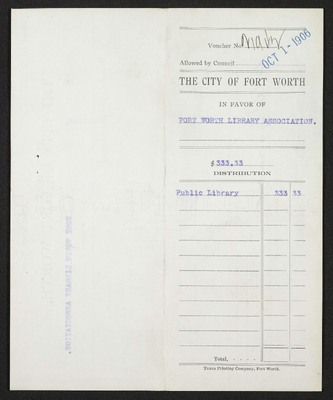 Voucher No.
Allowed by Council
OCT 1 - 1906
THE CITY OF FORT WORTH
IN FAVOR OF
FORT WORTH LIBRARY ASSOCIATION.
$333.33
DISTRIBUTION
Public Library 333 33
Total, - - - -
Texas Printing Company, Fort Worth.